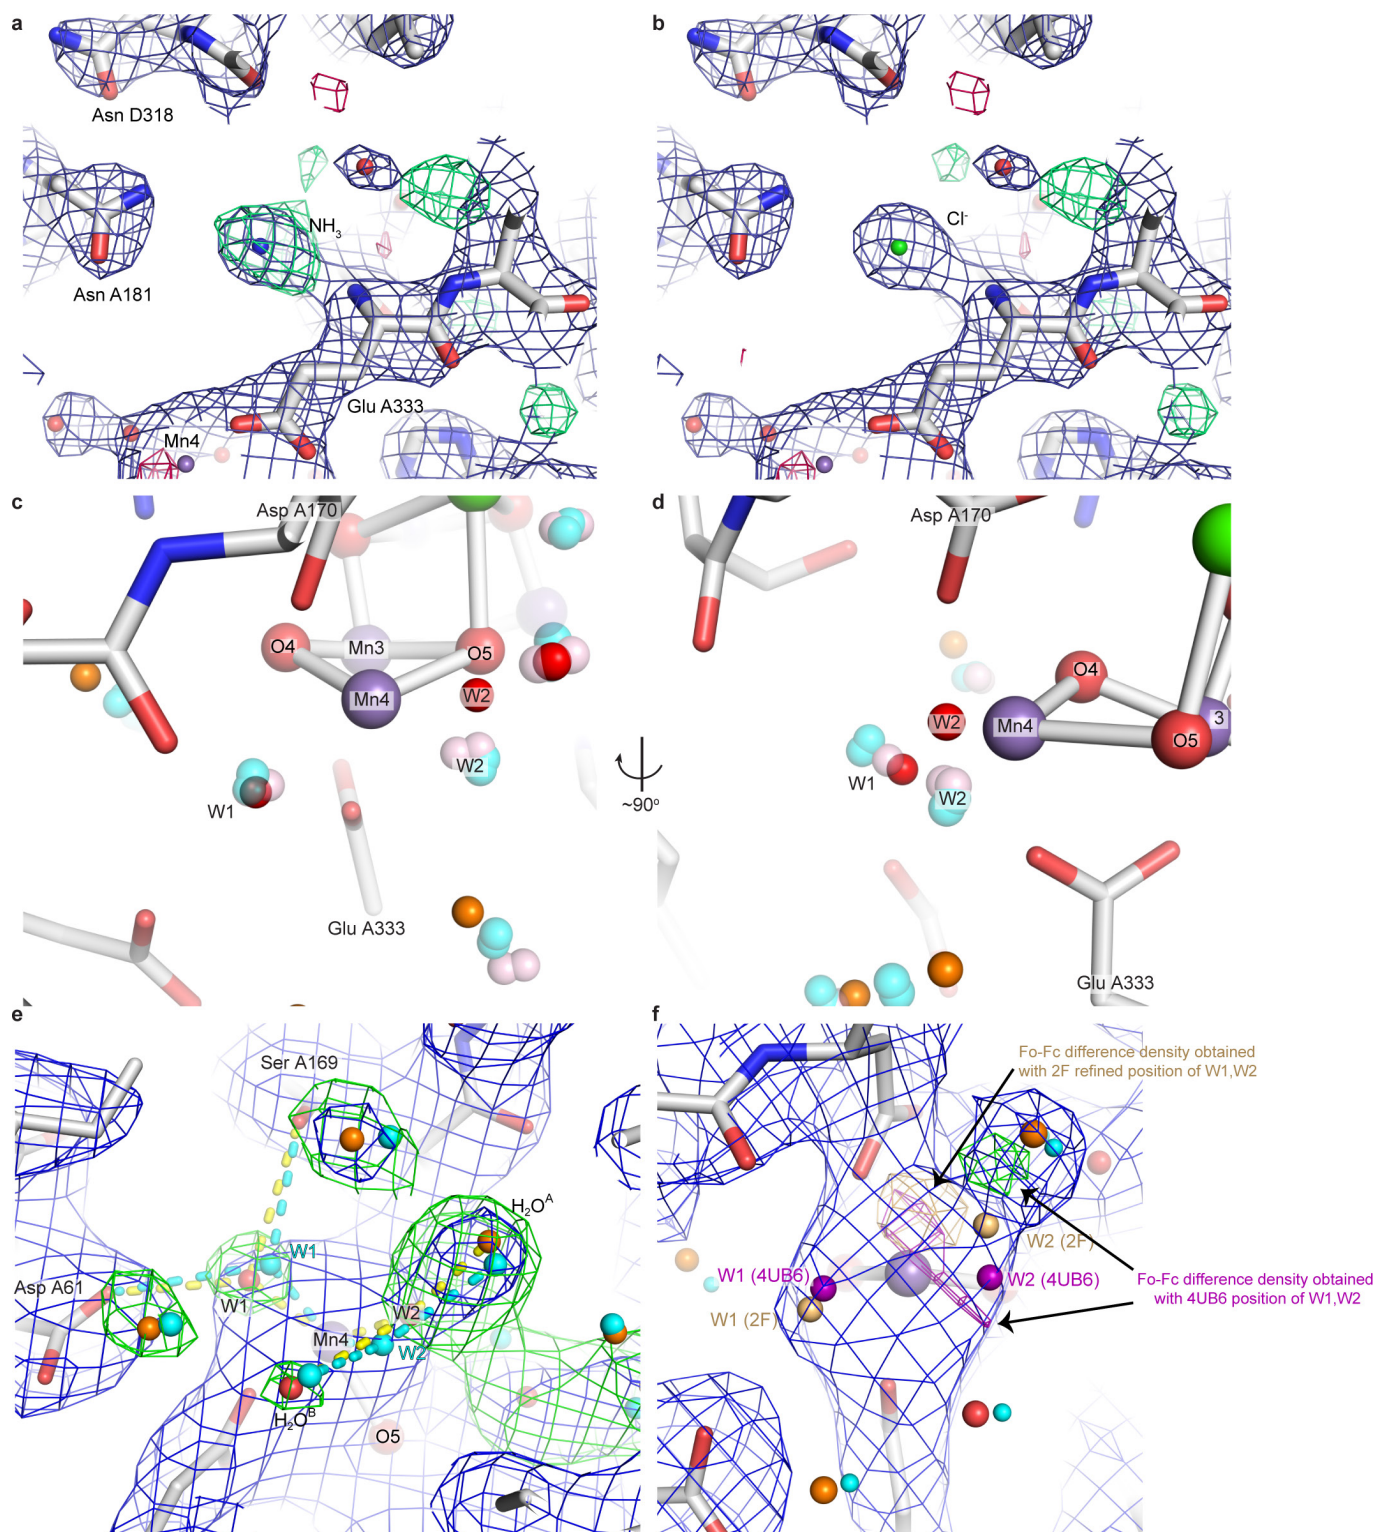 a
Asn D318
NH3
Asn A181
Glu A333
Mn4
b
Cl-
c
Asp A170
O4
Mn3
O5
Mn4
W2
W2
W1
Glu A333
~90°
d
Asp A170
O4
W2
Mn4
3
O5
W1
W2
Glu A333
e
Ser A169
H2O^A
W1
Asp A61
W1
W2
Mn4
W2
H2O^B
O5
f
Fo-Fc difference density obtained
with 2F refined position of W1,W2
W2 (2F)
W1 (4UB6)
W2 (4UB6)
W1 (2F)
Fo-Fc difference density obtained
with 4UB6 position of W1,W2